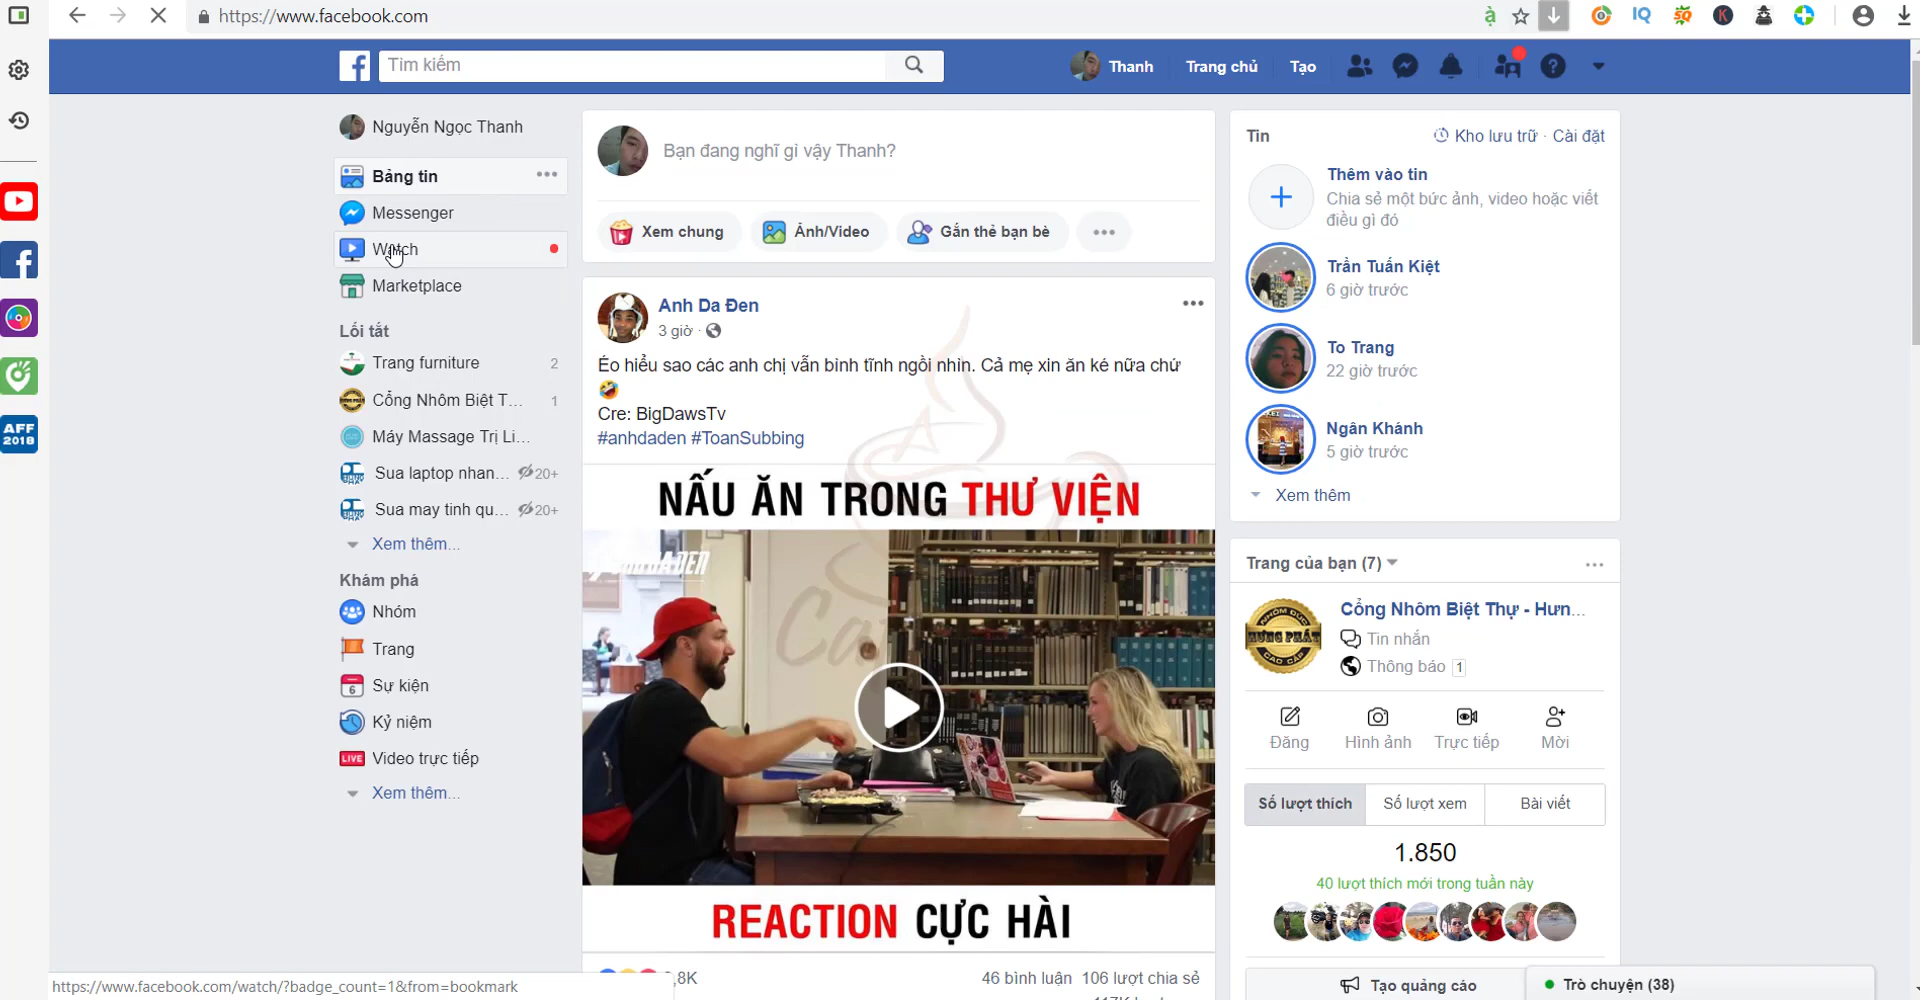 https://www.facebook.com
Tìm kiếm
Thanh
Trang chủ
Tạo
Nguyễn Ngọc Thanh
Bảng tin
Messenger
Watch
Marketplace
Lối tắt
Trang furniture 2
Cổng Nhôm Biệt T... 1
Máy Massage Trị Li...
Sua laptop nhan... 20+
Sua may tinh qu... 20+
Xem thêm...
Khám phá
Nhóm
Trang
6 Sự kiện
Kỷ niệm
LIVE Video trực tiếp
Xem thêm...
AFF
2018
Bạn đang nghĩ gì vậy Thanh?
Xem chung
Ảnh/Video
Gắn thẻ bạn bè
Anh Da Đen
3 giờ ·
Éo hiểu sao các anh chị vẫn bình tĩnh ngồi nhìn. Cả mẹ xin ăn ké nữa chứ
🤣
Cre: BigDawsTv
#anhdaden #ToanSubbing
NẤU ĂN TRONG THƯ VIỆN
REACTION CỰC HÀI
,8K
46 bình luận 106 lượt chia sẻ
Tin
Kho lưu trữ · Cài đặt
Thêm vào tin
Chia sẻ một bức ảnh, video hoặc viết
điều gì đó
Trần Tuấn Kiệt
6 giờ trước
To Trang
22 giờ trước
Ngân Khánh
5 giờ trước
Xem thêm
Trang của bạn (7)
Cổng Nhôm Biệt Thự - Hưn...
Tin nhắn
Thông báo 1
HƯNG PHÁT
CAO CẤP
Đăng
Hình ảnh
Trực tiếp
Mời
Số lượt thích
Số lượt xem
Bài viết
1.850
40 lượt thích mới trong tuần này
Tạo quảng cáo
Trò chuyện (38)
https://www.facebook.com/watch/?badge_count=1&from=bookmark